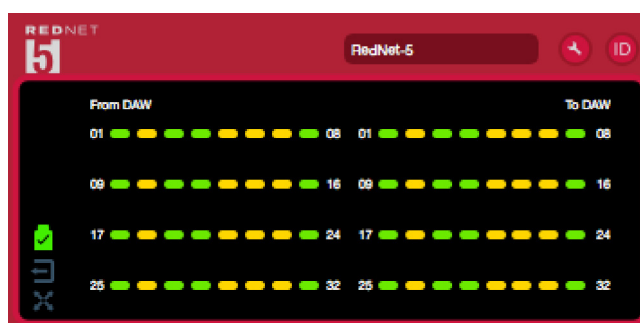 REDNET
5
RedNet-5
ID
From DAW
To DAW
01 08 01 08
09 16 09 16
17 24 17 24
25 32 25 32